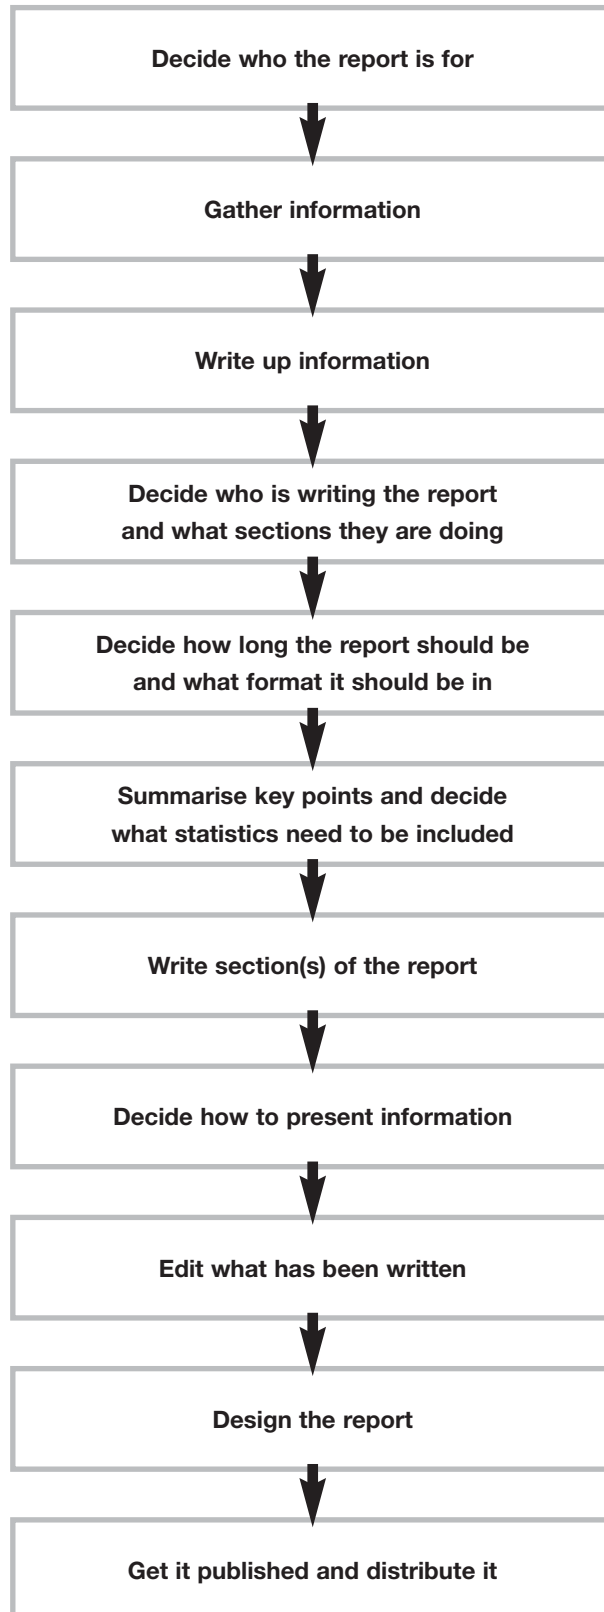 Decide who the report is for
Gather information
Write up information
Decide who is writing the report
and what sections they are doing
Decide how long the report should be
and what format it should be in
Summarise key points and decide
what statistics need to be included
Write section(s) of the report
Decide how to present information
Edit what has been written
Design the report
Get it published and distribute it